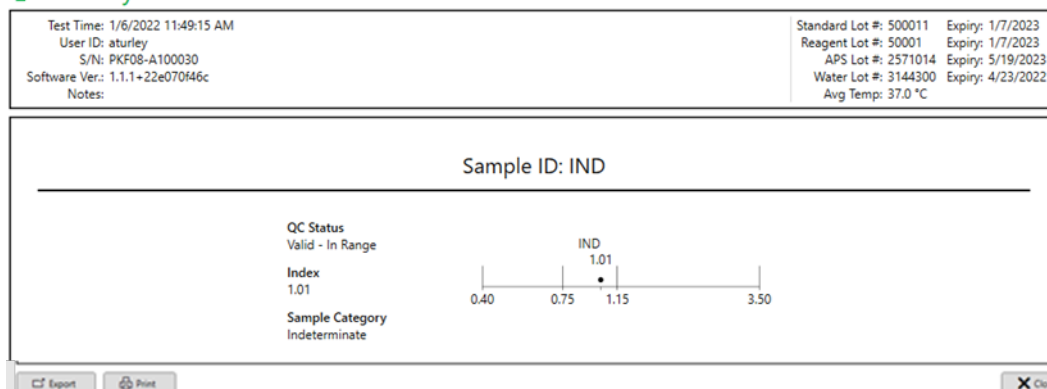 Test Time: 1/6/2022 11:49:15 AM
User ID: aturley
S/N: PKF08-A100030
Software Ver.: 1.1.1+22e070f46c
Notes:
Standard Lot #: 500011 Expiry: 1/7/2023
Reagent Lot #: 50001 Expiry: 1/7/2023
APS Lot #: 2571014 Expiry: 5/19/2023
Water Lot #: 3144300 Expiry: 4/23/2022
Avg Temp: 37.0 °C
Sample ID: IND
QC Status
Valid - In Range
Index
1.01
Sample Category
Indeterminate
IND
1.01
0.40 0.75 1.15 3.50
Export Print